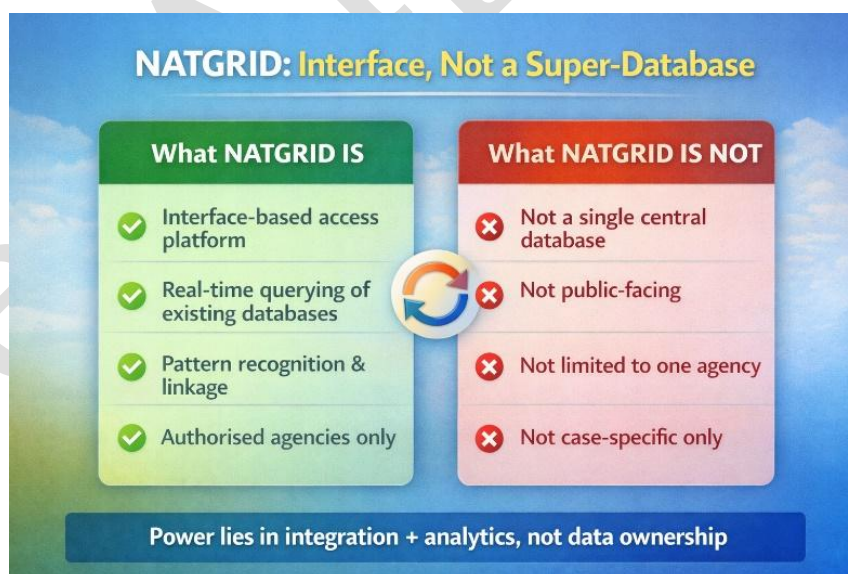 NATGRID: Interface, Not a Super-Database
What NATGRID IS
Interface-based access
platform
Real-time querying of
existing databases
Pattern recognition &
linkage
Authorised agencies only
What NATGRID IS NOT
Not a single central
database
Not public-facing
Not limited to one agency
Not case-specific only
Power lies in integration + analytics, not data ownership